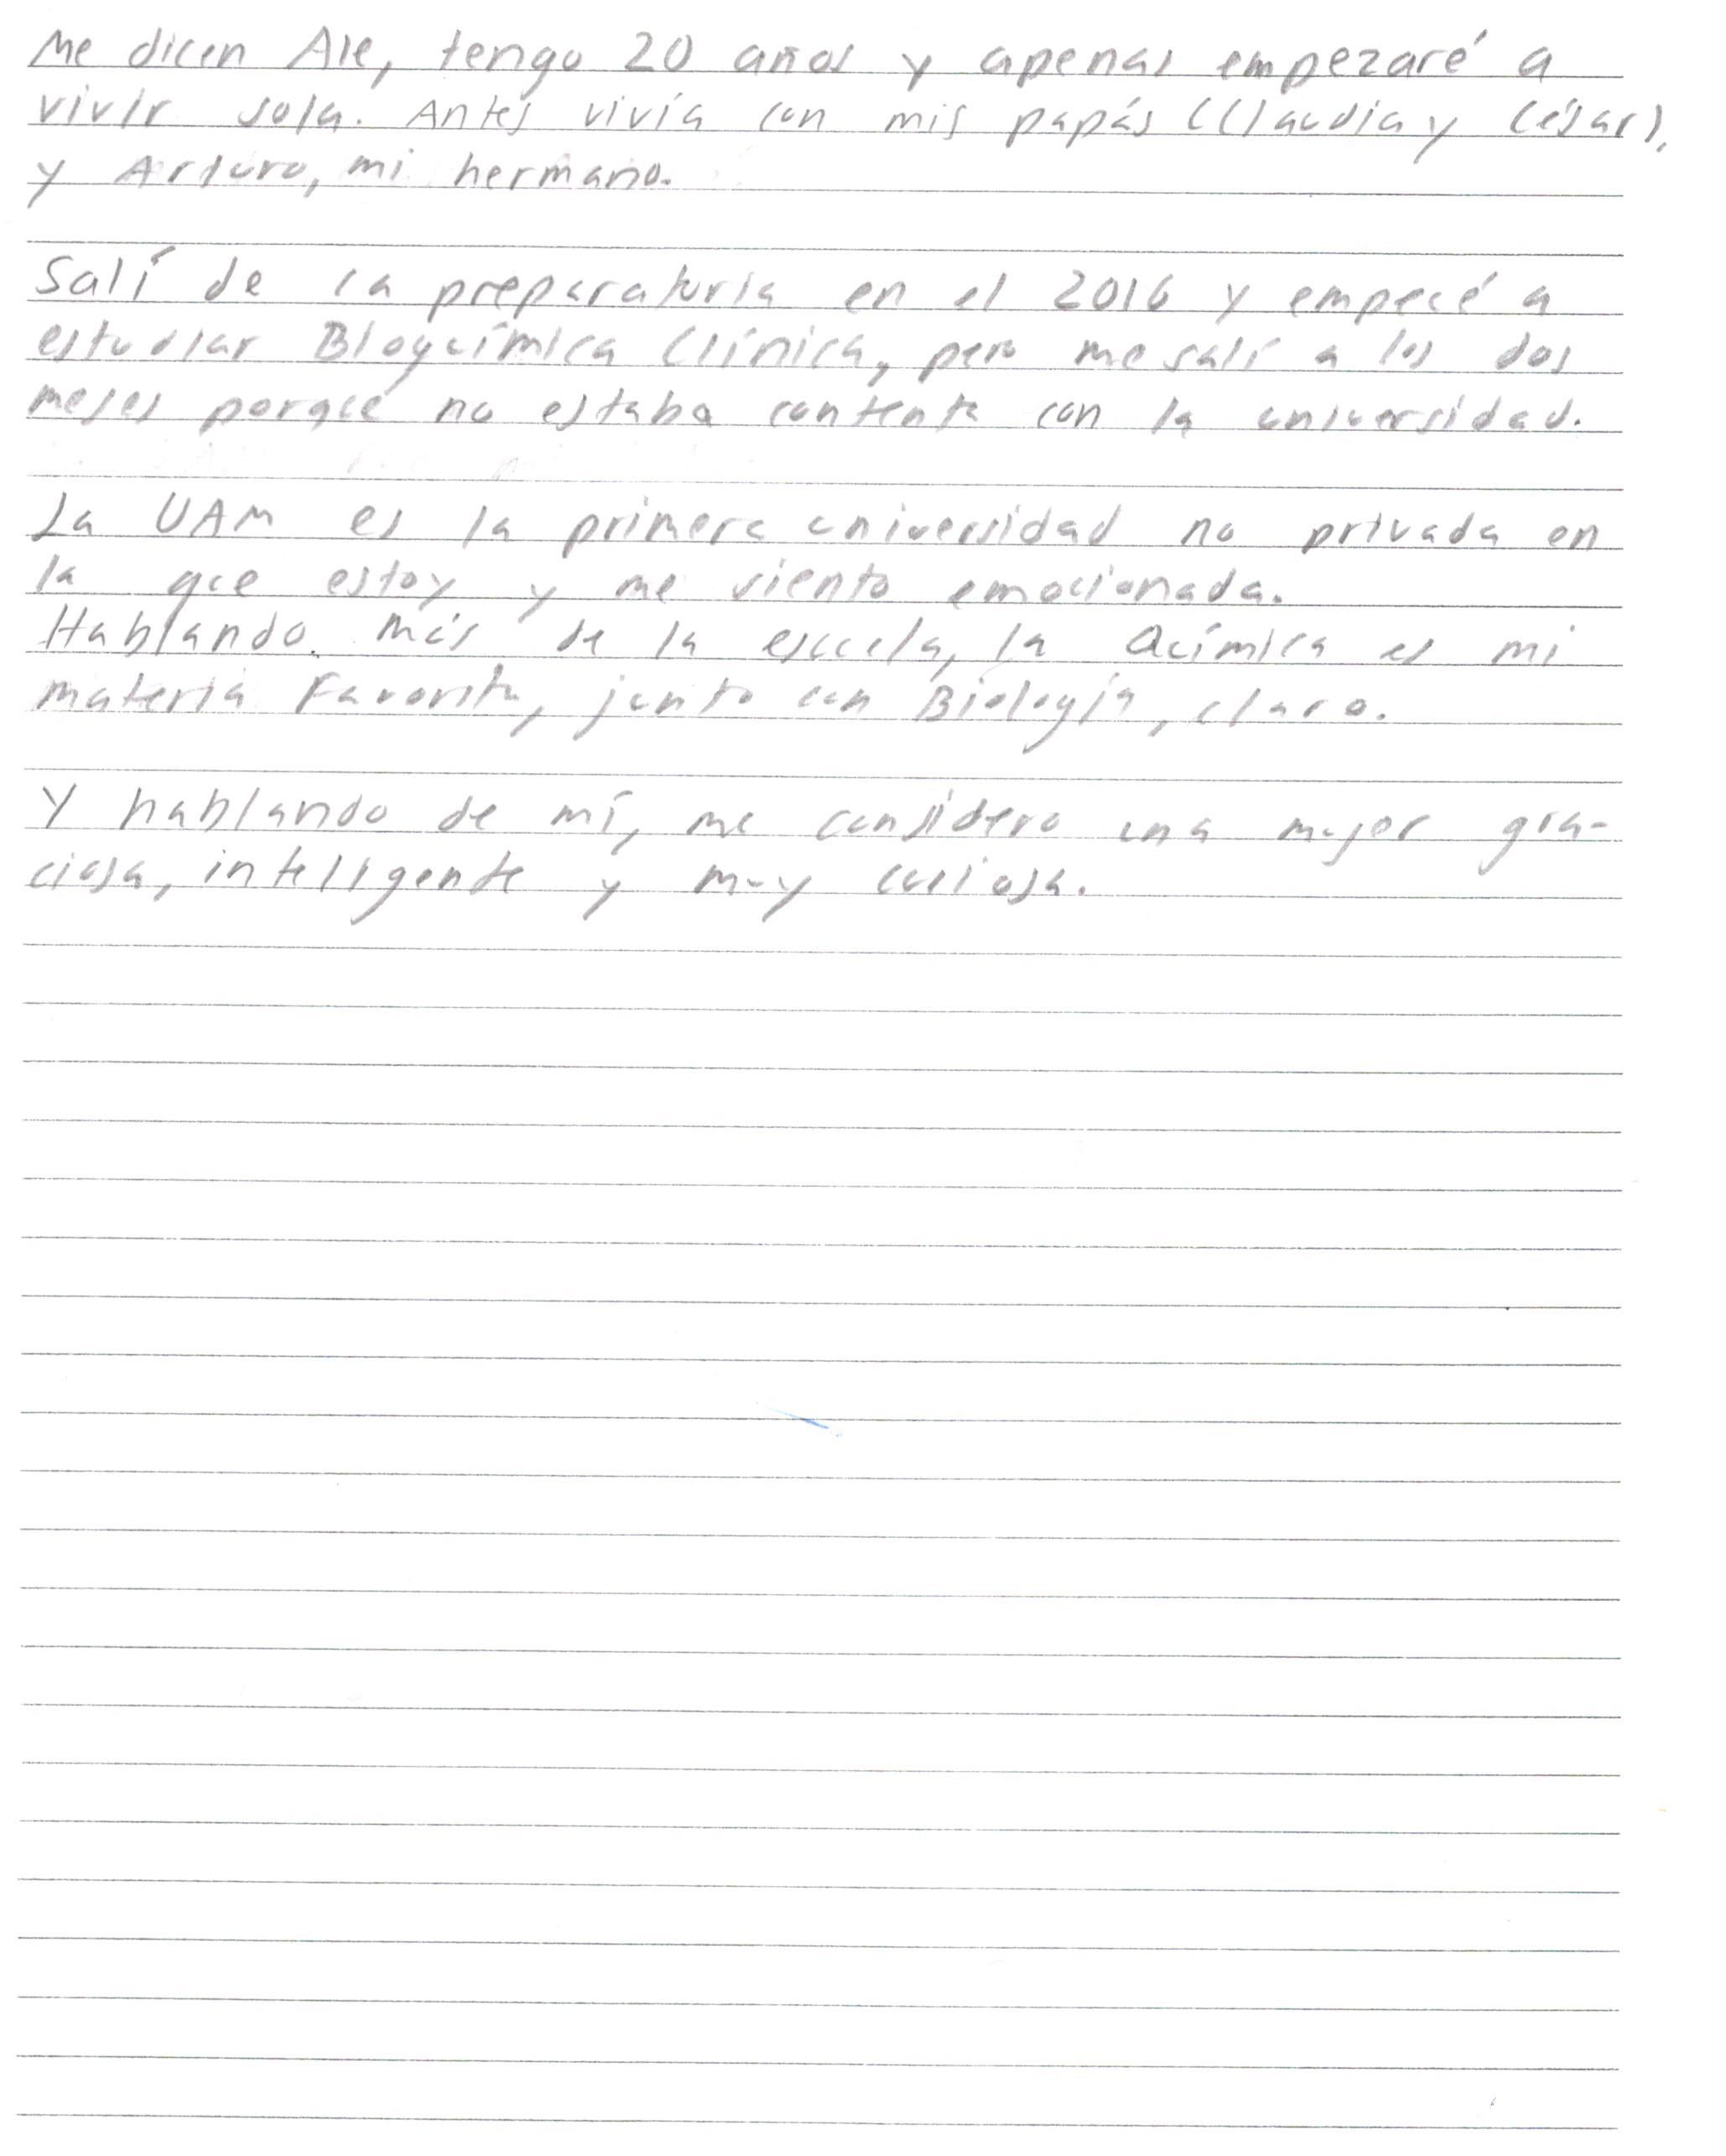 Me dicen Ale, tengo 20 años y apenas empezaré a
vivir sola. Antes vivía con mis papás (Claudia y César),
y Arturo, mi hermano.
Salí de la preparatoria en el 2016 y empecé a
estudiar Bioquímica Clínica, pero me salí a los dos
meses porque no estaba contenta con la universidad.
La UAM es la primera universidad no privada en
la que estoy y me siento emocionada.
Hablando más de la escuela, la Química es mi
materia favorita, junto con Biología, claro.
Y hablando de mí, me considero una mujer gra-
ciosa, inteligente y muy curiosa.